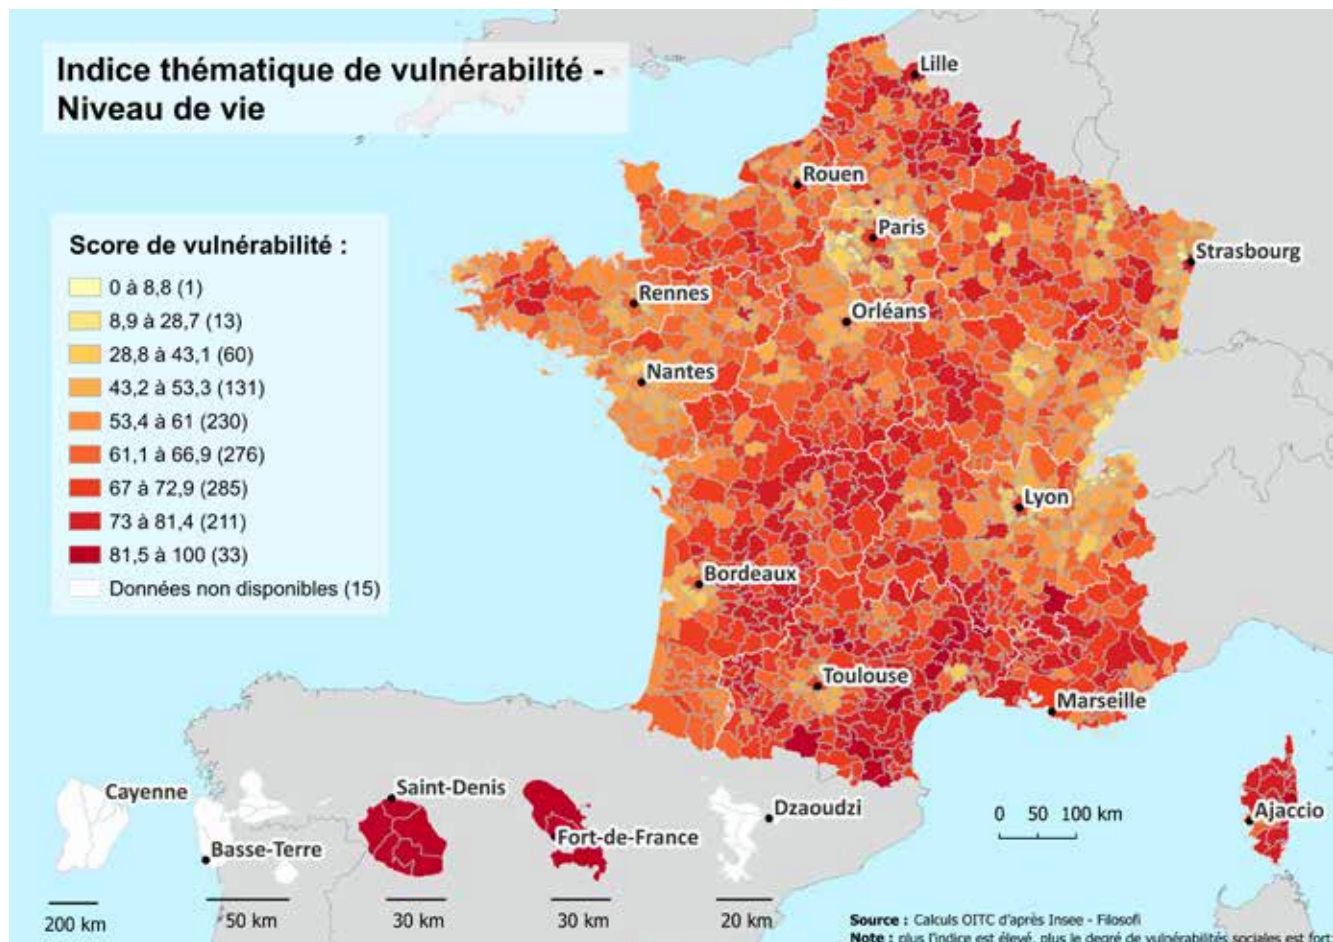 Indice thématique de vulnérabilité -
Niveau de vie
Score de vulnérabilité :
0 à 8,8 (1)
8,9 à 28,7 (13)
28,8 à 43,1 (60)
43,2 à 53,3 (131)
53,4 à 61 (230)
61,1 à 66,9 (276)
67 à 72,9 (285)
73 à 81,4 (211)
81,5 à 100 (33)
Données non disponibles (15)
Lille
Rouen
Paris
Strasbourg
Rennes
Orléans
Nantes
Lyon
Bordeaux
Toulouse
Marseille
Cayenne
Basse-Terre
Saint-Denis
Fort-de-France
Dzaoudzi
Ajaccio
0 50 100 km
200 km
50 km
30 km
30 km
20 km
Source : Calculs OITC d'après Insee - Filosofi
Note : plus l'indice est élevé, plus le degré de vulnérabilités sociales est fort